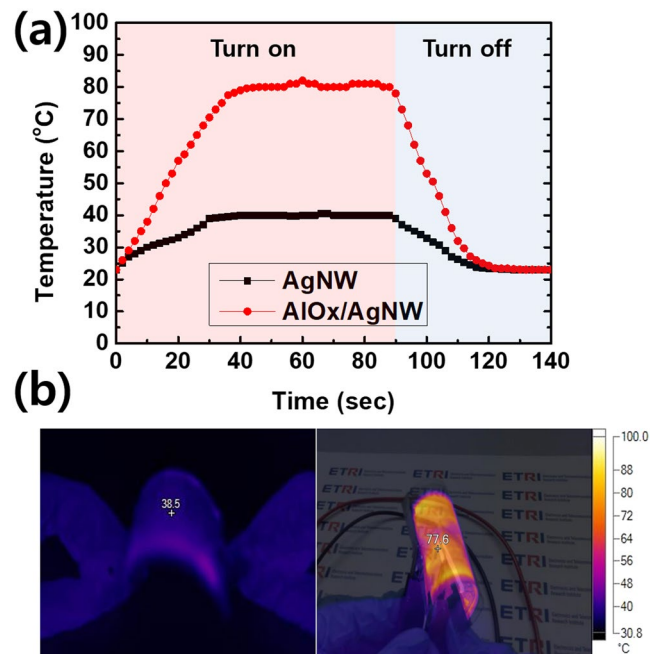 (a)
100
90
80
70
60
50
40
30
20
10
0
Temperature (°C)
Turn on
Turn off
AgNW
AlOx/AgNW
0 20 40 60 80 100 120 140
Time (sec)
(b)
38.5
77.6
ETRI
ETRI
ETRI
ETRI
ETRI
ETRI
ETRI
100.0
88
80
72
64
56
48
40
30.8
°C